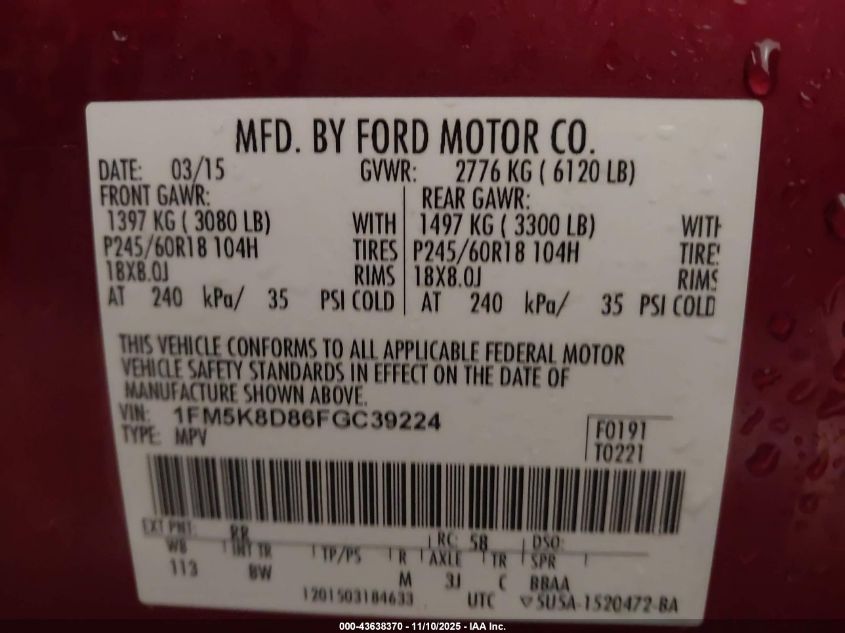 MFD. BY FORD MOTOR CO.
DATE: 03/15 GVWR: 2776 KG ( 6120 LB)
FRONT GAWR: REAR GAWR:
1397 KG ( 3080 LB) WITH 1497 KG ( 3300 LB) WITH
P245/60R18 104H TIRES P245/60R18 104H TIRES
18X8.0J RIMS 18X8.0J RIMS
AT 240 kPa/ 35 PSI COLD AT 240 kPa/ 35 PSI COLD
THIS VEHICLE CONFORMS TO ALL APPLICABLE FEDERAL MOTOR
VEHICLE SAFETY STANDARDS IN EFFECT ON THE DATE OF
MANUFACTURE SHOWN ABOVE.
VIN: 1FM5K8D86FGC39224 F0191
TYPE: MPV T0221
EXT PNT: RR RC: 58 DSO:
WB INT TR TP/PS R AXLE TR SPR
113 8W M 3J C BBAA
1201503184633 UTC ▽SU5A-1520472-BA
000-43638370 - 11/10/2025 - IAA Inc.